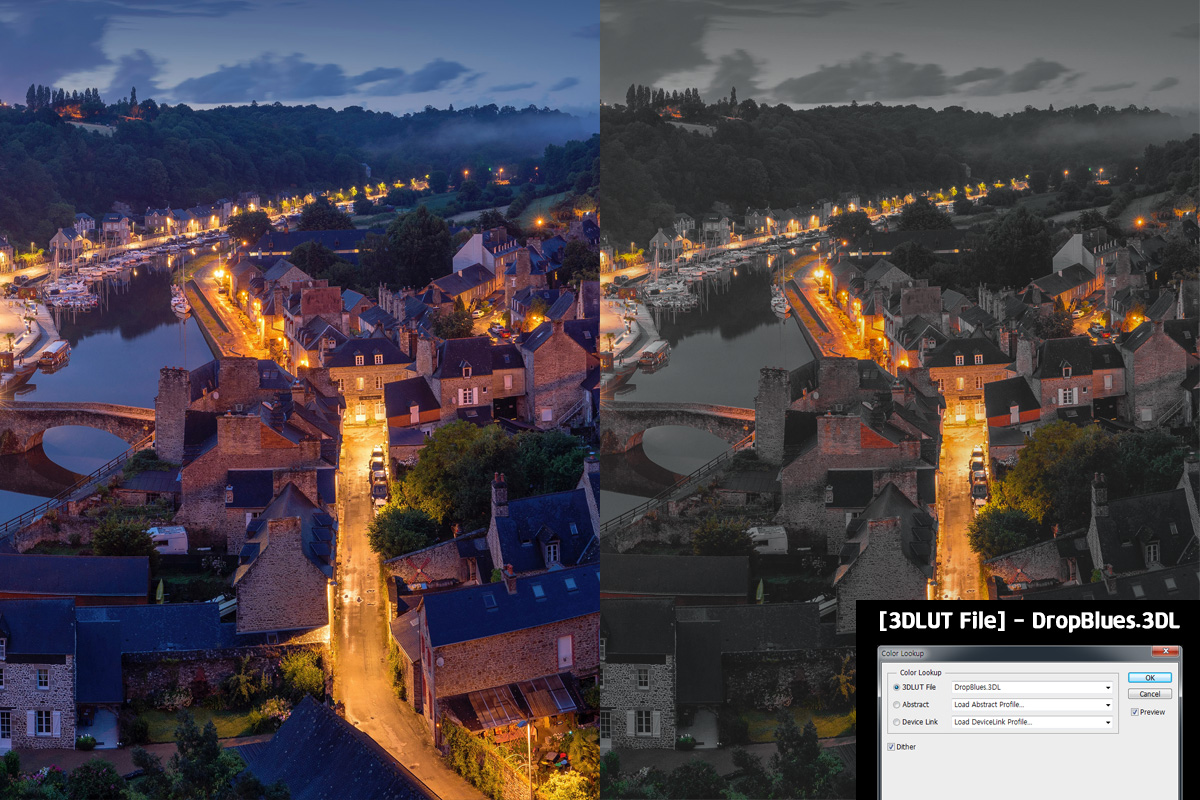 [3DLUT File] - DropBlues.3DL
Color Lookup
Color Lookup
3DLUT File DropBlues.3DL
Abstract Load Abstract Profile...
Device Link Load DeviceLink Profile...
Dither
OK
Cancel
Preview